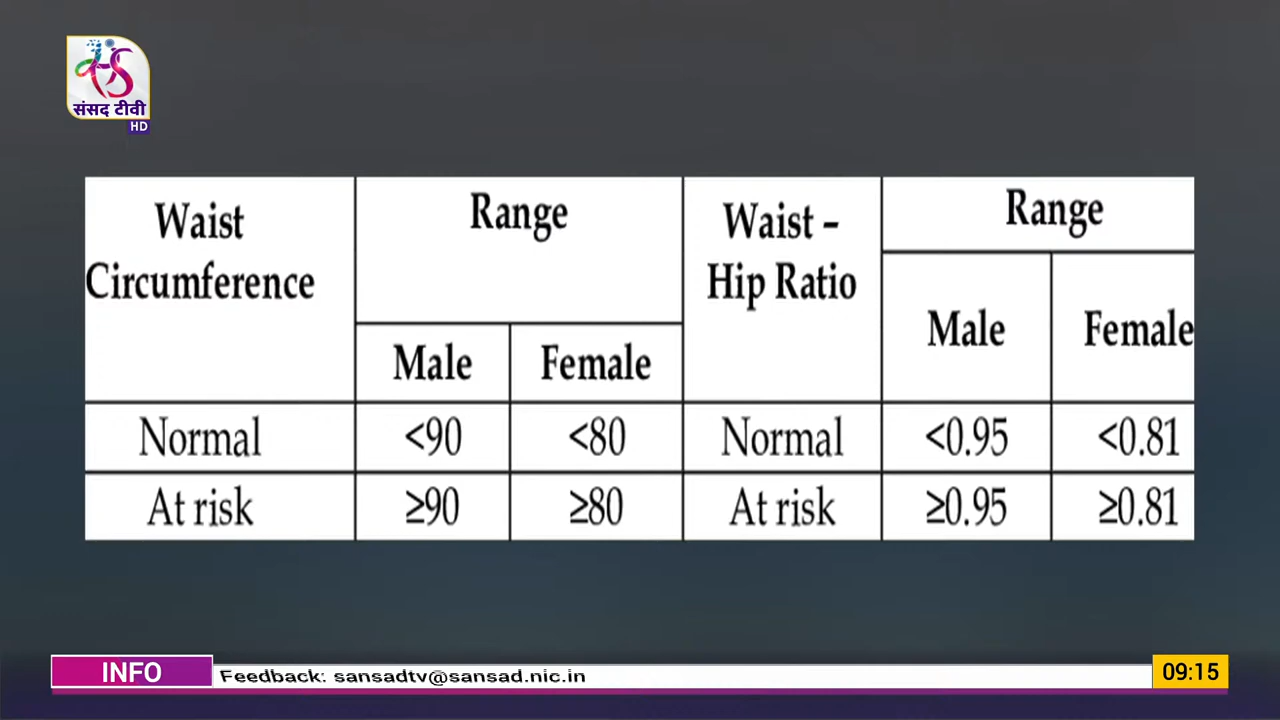 संसद टीवी
HD
Waist Circumference Range Waist – Hip Ratio Range
Male Female Male Female
Normal <90 <80 Normal <0.95 <0.81
At risk ≥90 ≥80 At risk ≥0.95 ≥0.81
INFO Feedback: sansadtv@sansad.nic.in 09:15